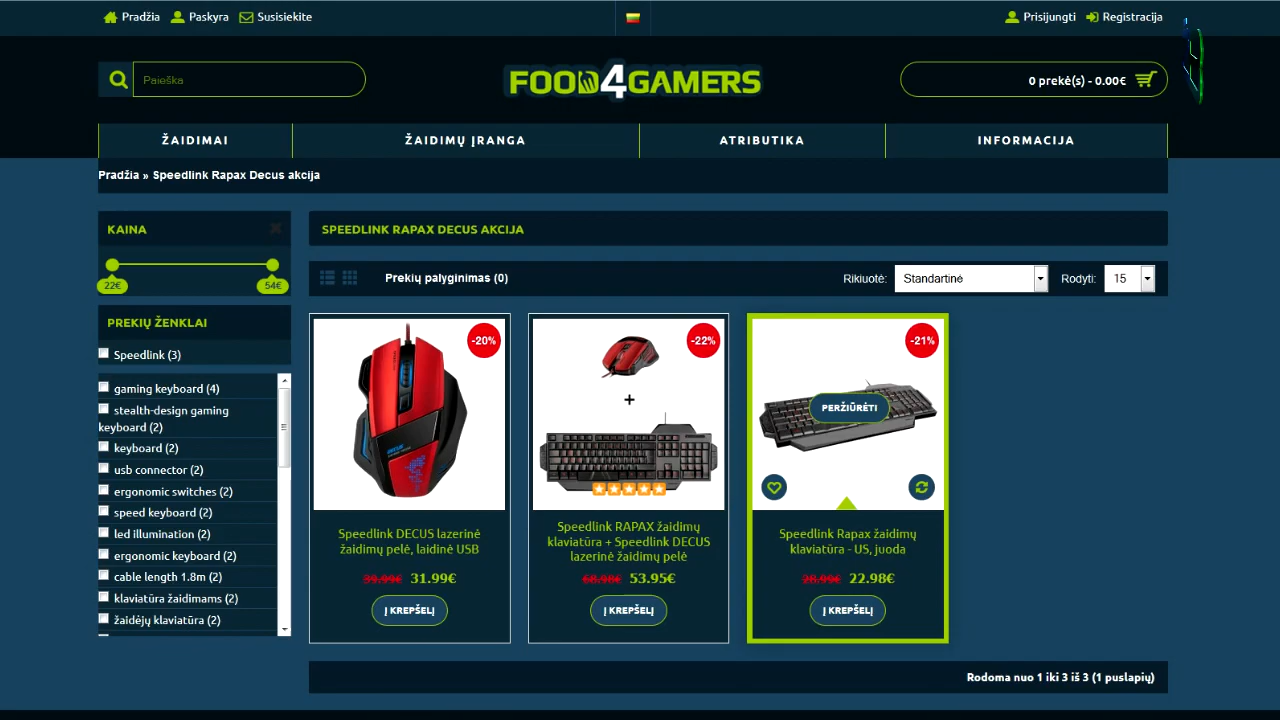 Pradžia Paskyra Susisiekite Prisijungti Registracija
Paieška
FOOD4GAMERS
0 prekė(s) - 0.00€
ŽAIDIMAI ŽAIDIMŲ ĮRANGA ATRIBUTIKA INFORMACIJA
Pradžia » Speedlink Rapax Decus akcija
KAINA
22€ 54€
PREKIŲ ŽENKLAI
Speedlink (3)
gaming keyboard (4)
stealth-design gaming
keyboard (2)
keyboard (2)
usb connector (2)
ergonomic switches (2)
speed keyboard (2)
led illumination (2)
ergonomic keyboard (2)
cable length 1.8m (2)
klaviatūra žaidimams (2)
žaidėjų klaviatūra (2)
SPEEDLINK RAPAX DECUS AKCIJA
Prekių palyginimas (0) Rikiuotė: Standartinė Rodyti: 15
-20%
Speedlink DECUS lazerinė
žaidimų pelė, laidinė USB
39.99€ 31.99€
Į KREPŠELĮ
-22%
+
Speedlink RAPAX žaidimų
klaviatūra + Speedlink DECUS
lazerinė žaidimų pelė
68.98€ 53.95€
Į KREPŠELĮ
-21%
PERŽIŪRĖTI
Speedlink Rapax žaidimų
klaviatūra - US, juoda
28.99€ 22.98€
Į KREPŠELĮ
Rodoma nuo 1 iki 3 iš 3 (1 puslapių)